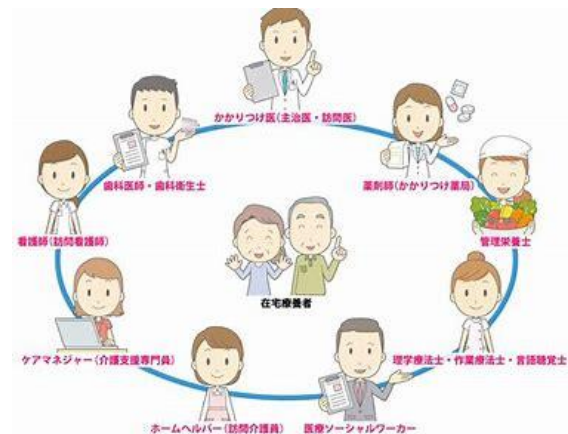 かかりつけ医(主治医・訪問医)
歯科医師・歯科衛生士
薬剤師(かかりつけ薬局)
看護師(訪問看護師)
管理栄養士
在宅療養者
ケアマネジャー(介護支援専門員)
理学療法士・作業療法士・言語聴覚士
ホームヘルパー(訪問介護員)
医療ソーシャルワーカー